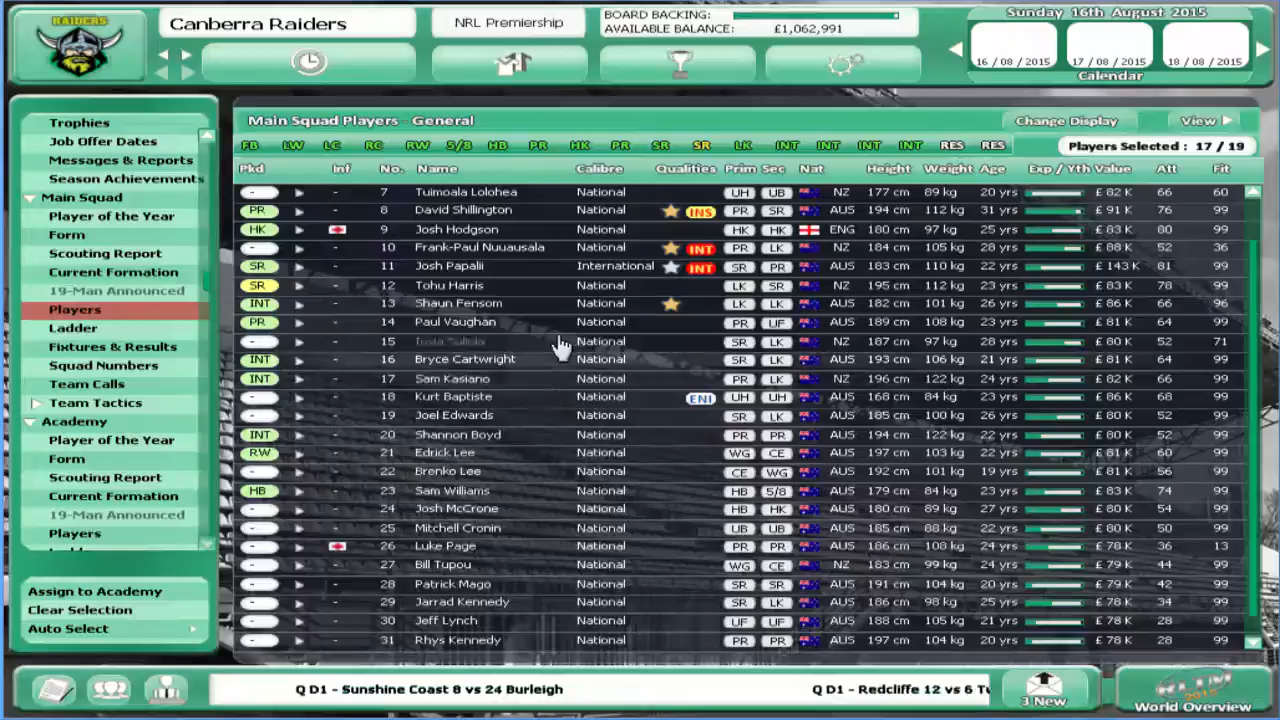 RAIDERS
Canberra Raiders
NRL Premiership
BOARD BACKING:
AVAILABLE BALANCE: £1,062,991
Sunday 16th August 2015
16 / 08 / 2015 17 / 08 / 2015 18 / 08 / 2015
Calendar
Trophies
Job Offer Dates
Messages & Reports
Season Achievements
Main Squad
Player of the Year
Form
Scouting Report
Current Formation
19-Man Announced
Players
Ladder
Fixtures & Results
Squad Numbers
Team Calls
Team Tactics
Academy
Player of the Year
Form
Scouting Report
Current Formation
19-Man Announced
Players
Assign to Academy
Clear Selection
Auto Select
Main Squad Players - General
Change Display View
FB LW LC RC RW 5/8 HB PR HK PR SR SR LK INT INT INT INT RES RES
Players Selected : 17 / 19
Pkd Inf No. Name Calibre Qualities Prim Sec Nat Height Weight Age Exp / Yth Value Att Fit
- - 7 Tuimoala Lolohea National UH UB NZ 177 cm 89 kg 20 yrs £ 82 K 66 60
PR - 8 David Shillington National INS PR SR AUS 194 cm 112 kg 31 yrs £ 91 K 76 99
HK 9 Josh Hodgson National HK HK ENG 180 cm 97 kg 25 yrs £ 83 K 80 99
- - 10 Frank-Paul Nuuausala National INT PR LK NZ 184 cm 105 kg 28 yrs £ 88 K 52 36
SR - 11 Josh Papalii International INT SR PR AUS 183 cm 110 kg 22 yrs £ 143 K 81 99
SR - 12 Tohu Harris National LK SR NZ 195 cm 112 kg 23 yrs £ 83 K 78 99
INT - 13 Shaun Fensom National LK LK AUS 182 cm 101 kg 26 yrs £ 86 K 66 96
PR - 14 Paul Vaughan National PR UF AUS 189 cm 108 kg 23 yrs £ 81 K 64 99
- - 15 National SR LK NZ 187 cm 97 kg 28 yrs £ 80 K 52 71
INT - 16 Bryce Cartwright National SR LK AUS 193 cm 106 kg 21 yrs £ 81 K 64 99
INT - 17 Sam Kasiano National PR LK NZ 196 cm 122 kg 24 yrs £ 82 K 66 99
- - 18 Kurt Baptiste National ENI UH UH AUS 168 cm 84 kg 23 yrs £ 86 K 68 99
- - 19 Joel Edwards National SR LK AUS 185 cm 100 kg 26 yrs £ 80 K 52 99
INT - 20 Shannon Boyd National PR PR AUS 194 cm 122 kg 22 yrs £ 80 K 52 99
RW - 21 Edrick Lee National WG CE AUS 197 cm 103 kg 22 yrs £ 81 K 60 99
- - 22 Brenko Lee National CE WG AUS 192 cm 101 kg 19 yrs £ 81 K 56 99
HB - 23 Sam Williams National HB 5/8 AUS 179 cm 84 kg 23 yrs £ 83 K 74 99
- - 24 Josh McCrone National HB HK AUS 180 cm 89 kg 27 yrs £ 80 K 54 99
- - 25 Mitchell Cronin National UB UB AUS 185 cm 88 kg 22 yrs £ 80 K 50 99
- 26 Luke Page National PR PR AUS 186 cm 108 kg 24 yrs £ 78 K 36 13
- - 27 Bill Tupou National WG CE NZ 183 cm 99 kg 24 yrs £ 79 K 44 99
- - 28 Patrick Mago National SR SR AUS 191 cm 104 kg 20 yrs £ 79 K 42 99
- - 29 Jarrad Kennedy National SR LK AUS 186 cm 98 kg 25 yrs £ 78 K 34 99
- - 30 Jeff Lynch National UF UF AUS 188 cm 105 kg 21 yrs £ 78 K 28 99
- - 31 Rhys Kennedy National PR PR AUS 197 cm 104 kg 20 yrs £ 78 K 28 99
Q D1 - Sunshine Coast 8 vs 24 Burleigh Q D1 - Redcliffe 12 vs 6
3 New
RLTM
2015
World Overview